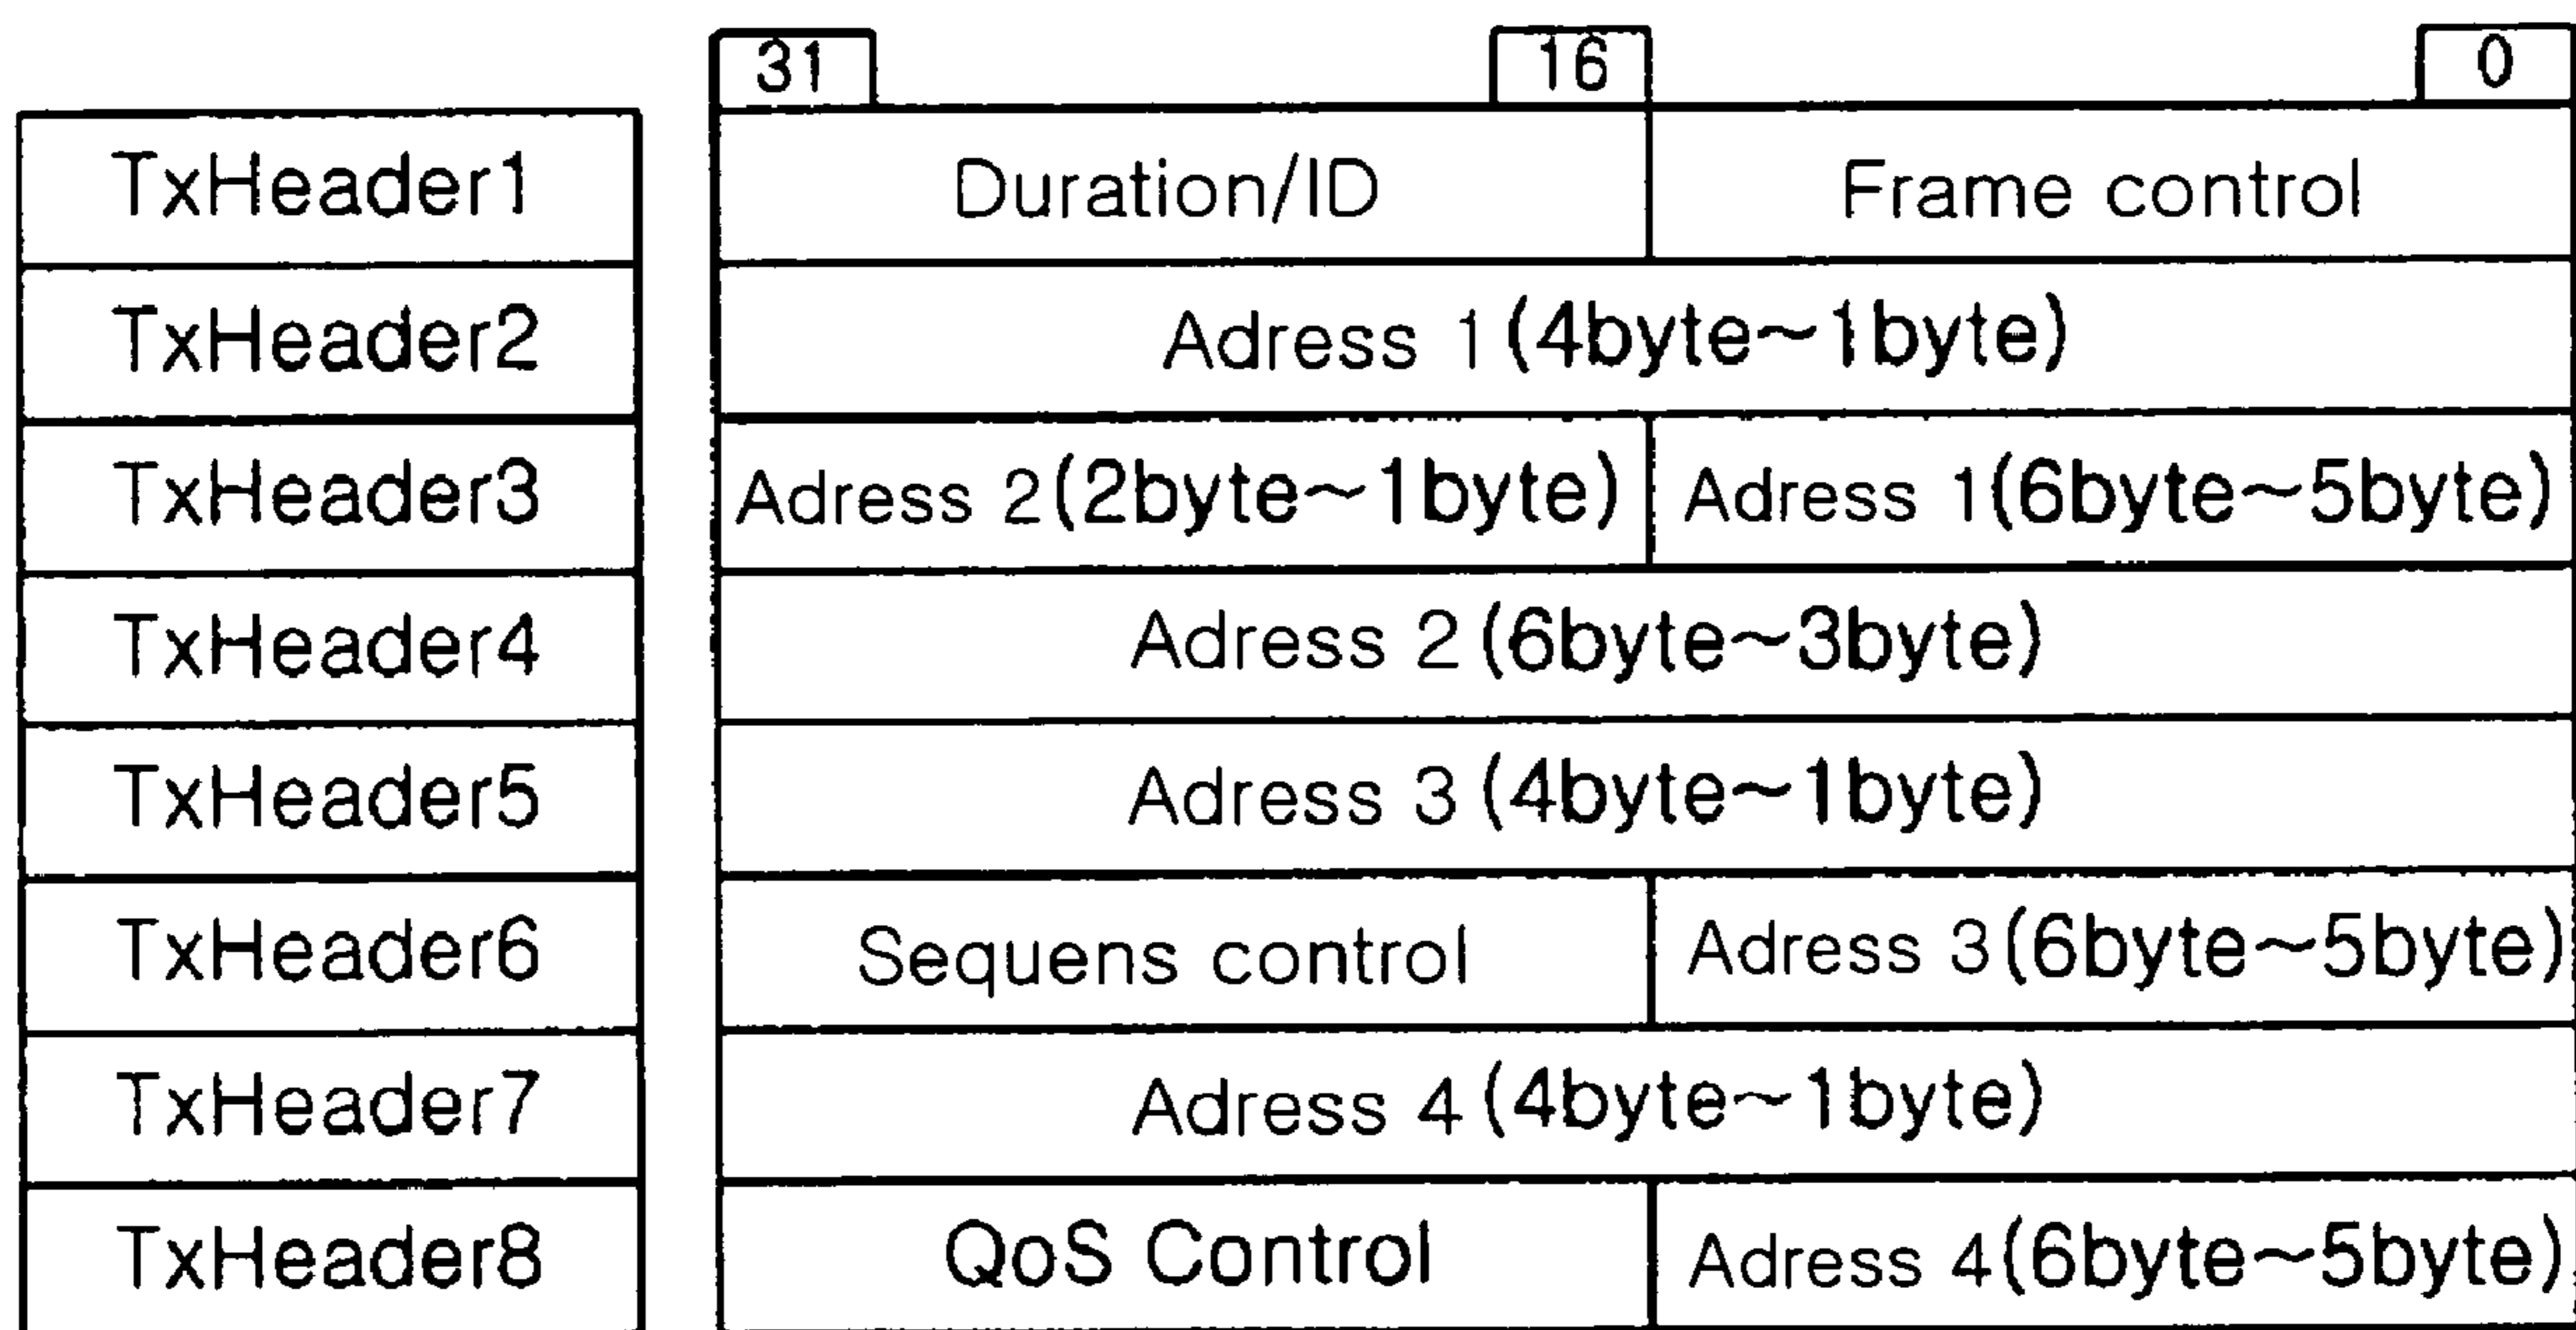 31 16 0
TxHeader1 Duration/ID Frame control
TxHeader2 Adress 1 (4byte~1byte)
TxHeader3 Adress 2 (2byte~1byte) Adress 1 (6byte~5byte)
TxHeader4 Adress 2 (6byte~3byte)
TxHeader5 Adress 3 (4byte~1byte)
TxHeader6 Sequens control Adress 3 (6byte~5byte)
TxHeader7 Adress 4 (4byte~1byte)
TxHeader8 QoS Control Adress 4 (6byte~5byte)